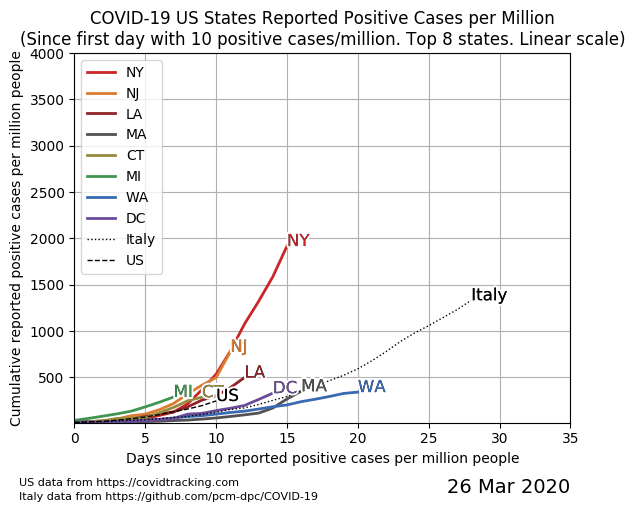 COVID-19 US States Reported Positive Cases per Million
(Since first day with 10 positive cases/million. Top 8 states. Linear scale)
Cumulative reported positive cases per million people
4000
3500
3000
2500
2000
1500
1000
500
NY
NJ
LA
MA
CT
MI
WA
DC
Italy
US
NY
Italy
NJ
LA
MI
CT
US
DC
MA
WA
0
5
10
15
20
25
30
35
Days since 10 reported positive cases per million people
US data from https://covidtracking.com
Italy data from https://github.com/pcm-dpc/COVID-19
26 Mar 2020